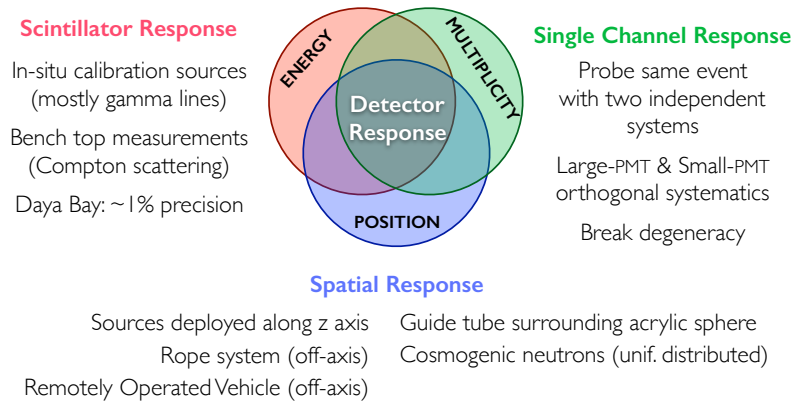 Scintillator Response
In-situ calibration sources
(mostly gamma lines)
Bench top measurements
(Compton scattering)
Daya Bay: ~1% precision
ENERGY
MULTIPLICITY
Detector
Response
POSITION
Single Channel Response
Probe same event
with two independent
systems
Large-PMT & Small-PMT
orthogonal systematics
Break degeneracy
Spatial Response
Sources deployed along z axis
Rope system (off-axis)
Remotely Operated Vehicle (off-axis)
Guide tube surrounding acrylic sphere
Cosmogenic neutrons (unif. distributed)